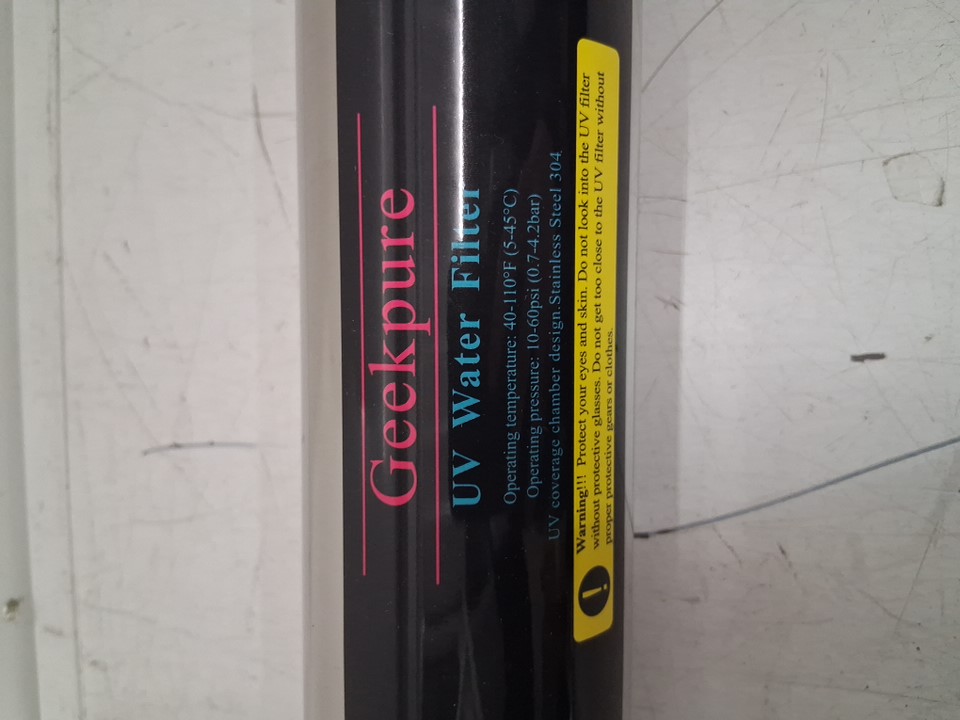 Geekpure
UV Water Filter
Operating temperature: 40-110°F (5-45°C)
Operating pressure: 10-60psi (0.7-4.2bar)
UV coverage chamber design.Stainless Steel 304
Warning!!! Protect your eyes and skin. Do not look into the UV filter
without protective glasses. Do not get too close to the UV filter without
proper protective gears or clothes.